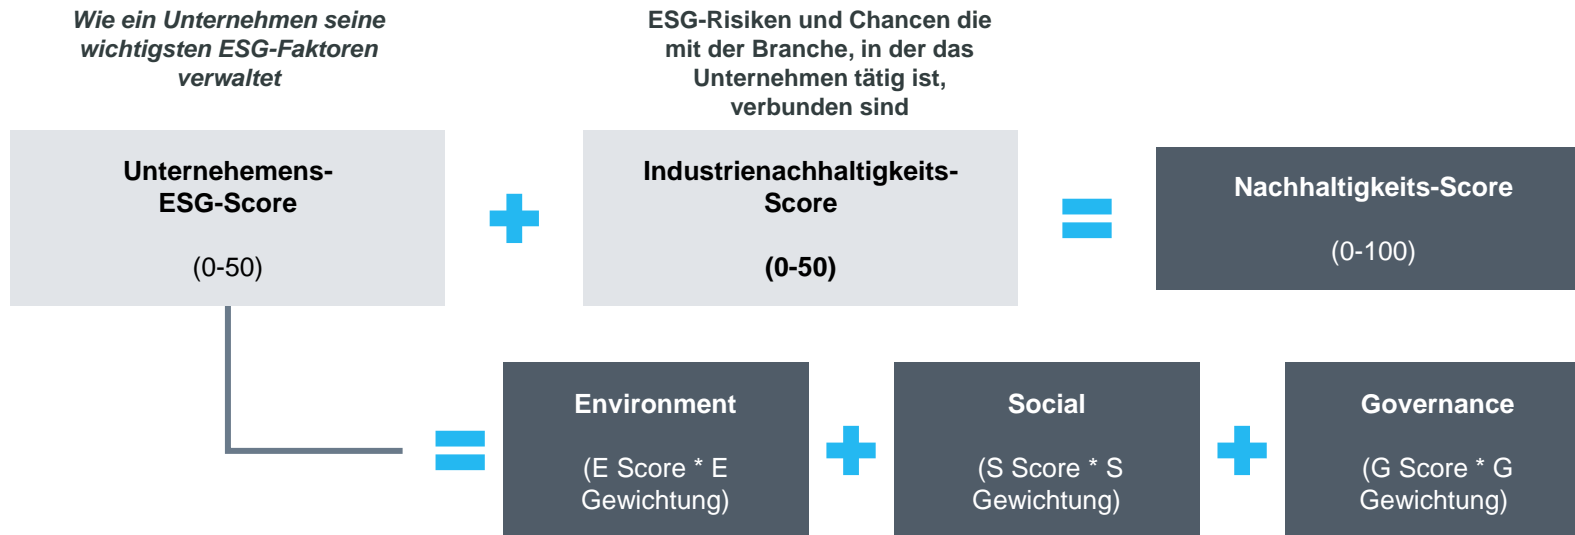 Wie ein Unternehmen seine
wichtigsten ESG-Faktoren
verwaltet
ESG-Risiken und Chancen die
mit der Branche, in der das
Unternehmen tätig ist,
verbunden sind
Unternehemens-
ESG-Score
(0-50)
Industrienachhaltigkeits-
Score
(0-50)
Nachhaltigkeits-Score
(0-100)
Environment
(E Score * E
Gewichtung)
Social
(S Score * S
Gewichtung)
Governance
(G Score * G
Gewichtung)